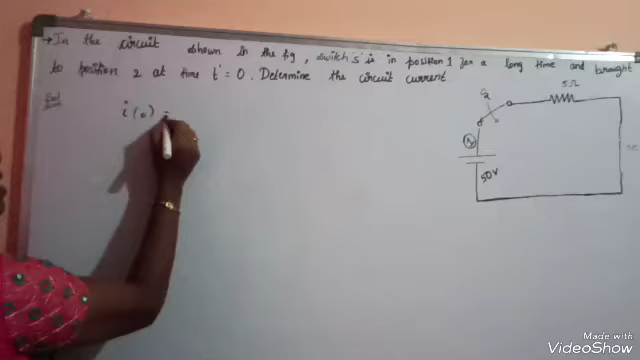 → In the circuit shown in the fig, switch 's' is in position 1 for a long time and brought
to position 2 at time t = 0. Determine the circuit current
Sol
i(0) =
5Ω
2
50V
Made with
VideoShow